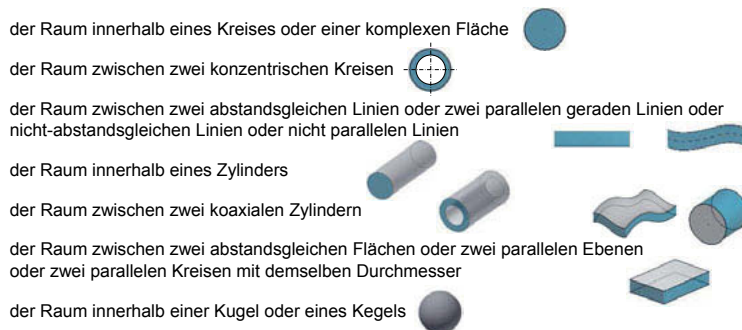 der Raum innerhalb eines Kreises oder einer komplexen Fläche
der Raum zwischen zwei konzentrischen Kreisen
der Raum zwischen zwei abstandsgleichen Linien oder zwei parallelen geraden Linien oder
nicht-abstandsgleichen Linien oder nicht parallelen Linien
der Raum innerhalb eines Zylinders
der Raum zwischen zwei koaxialen Zylindern
der Raum zwischen zwei abstandsgleichen Flächen oder zwei parallelen Ebenen
oder zwei parallelen Kreisen mit demselben Durchmesser
der Raum innerhalb einer Kugel oder eines Kegels